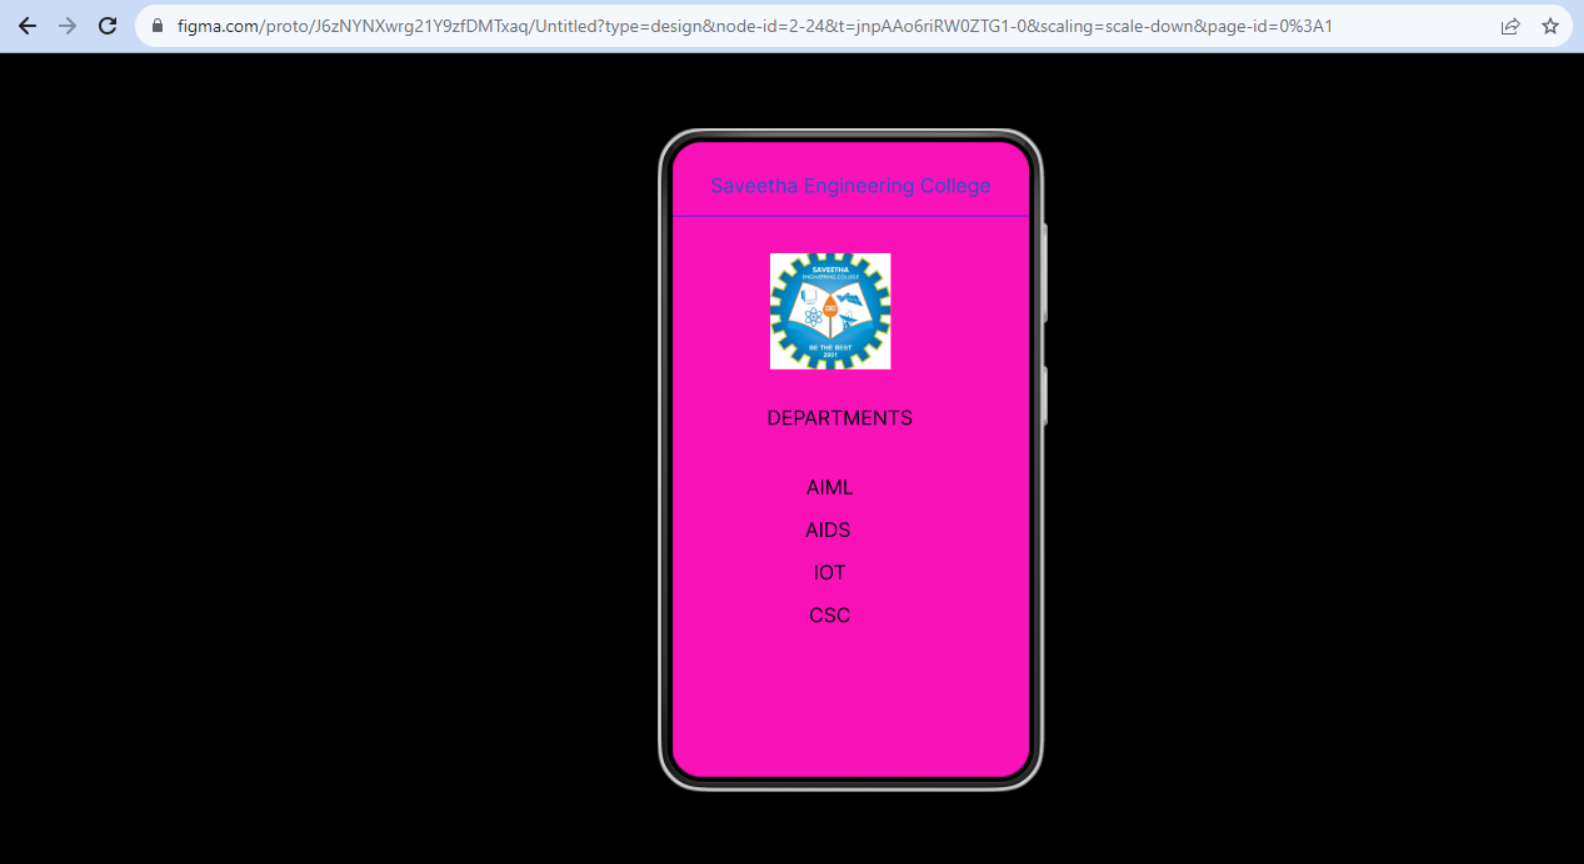 figma.com/proto/J6zNYNXwrg21Y9zfDMTxaq/Untitled?type=design&node-id=2-24&t=jnpAAo6riRW0ZTG1-0&scaling=scale-down&page-id=0%3A1
Saveetha Engineering College
SAVEETHA
ENGINEERING COLLEGE
BE THE BEST
2001
DEPARTMENTS
AIML
AIDS
IOT
CSC